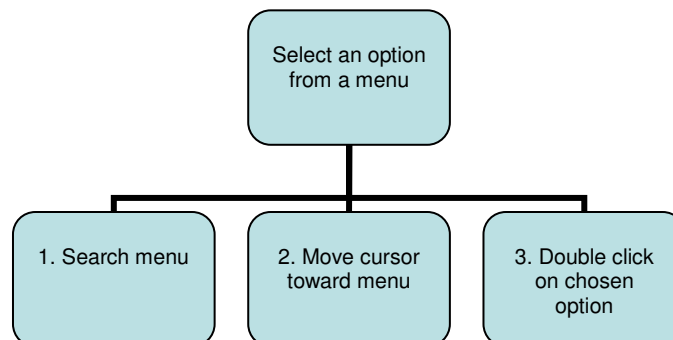 Select an option
from a menu
1. Search menu
2. Move cursor
toward menu
3. Double click
on chosen
option